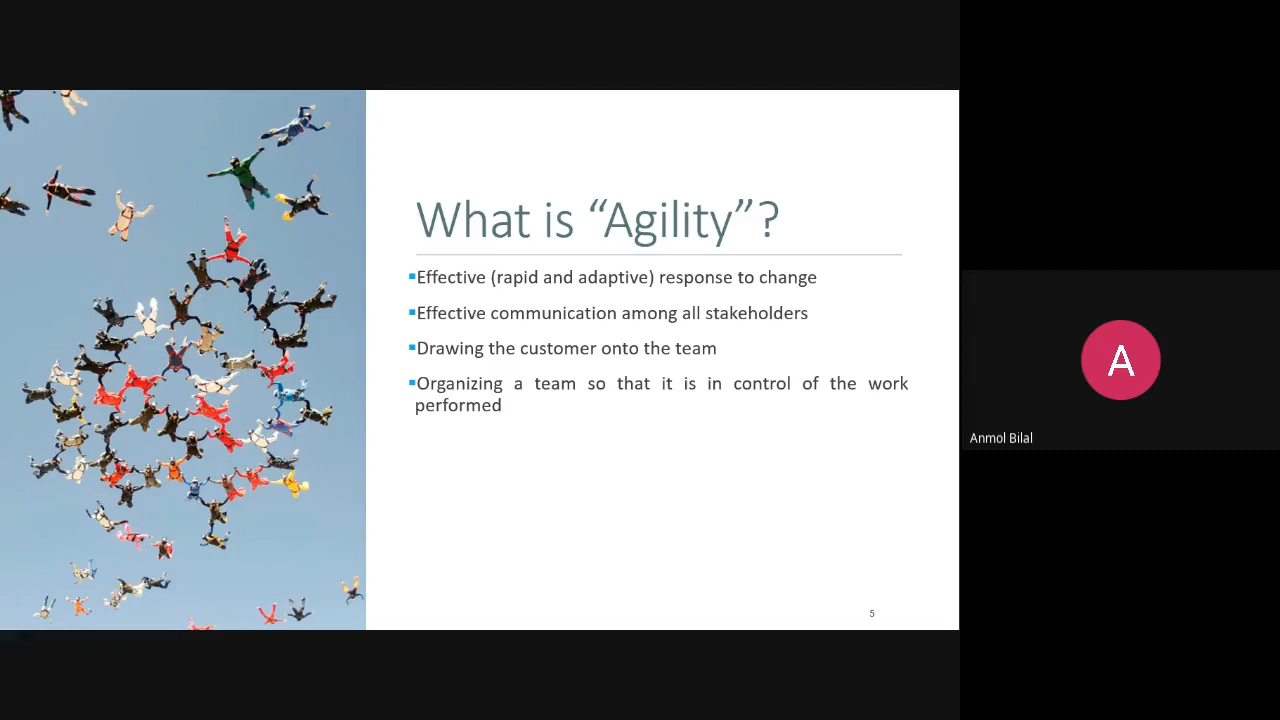 What is “Agility”?
▪Effective (rapid and adaptive) response to change
▪Effective communication among all stakeholders
▪Drawing the customer onto the team
▪Organizing a team so that it is in control of the work
performed
5
A
Anmol Bilal